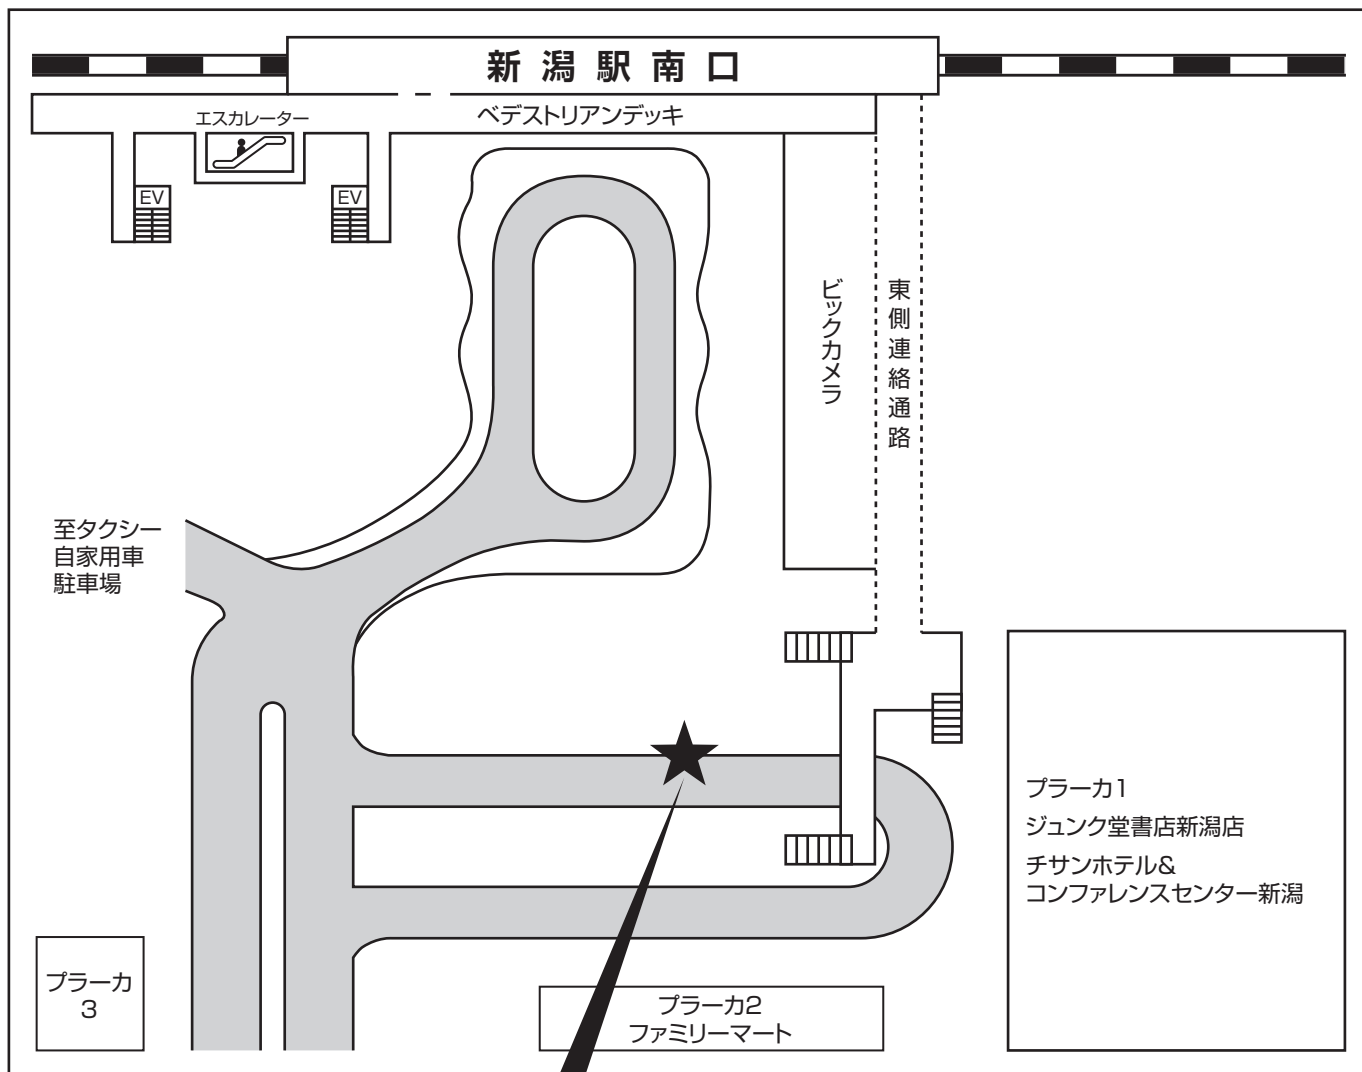 新潟駅南口
エスカレーター
ペデストリアンデッキ
EV
EV
ビックカメラ
東側連絡通路
至タクシー
自家用車
駐車場
プラーカ1
ジュンク堂書店新潟店
チサンホテル&
コンファレンスセンター新潟
プラーカ
3
プラーカ2
ファミリーマート